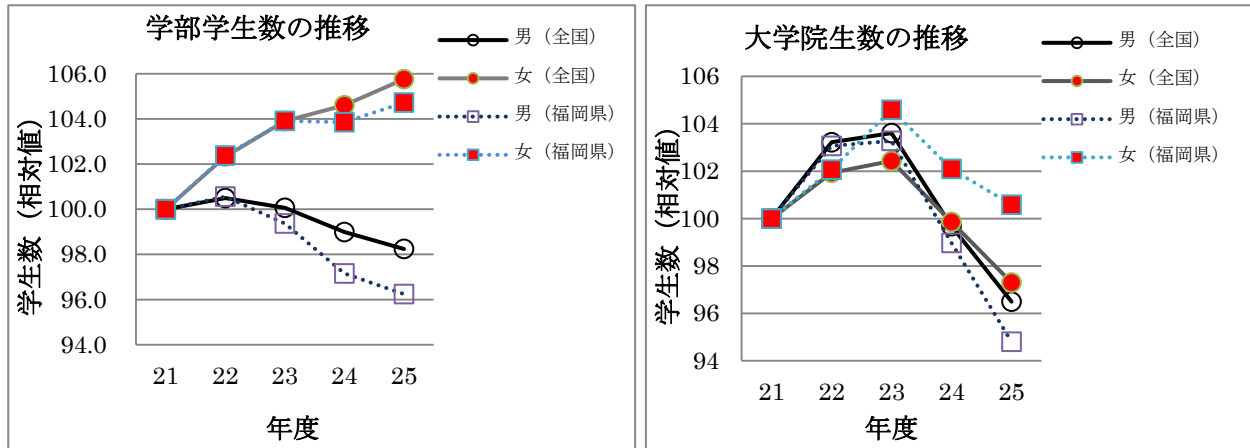 学部学生数の推移
男（全国）
女（全国）
男（福岡県）
女（福岡県）
106.0
104.0
102.0
100.0
98.0
96.0
94.0
学生数（相対値）
21 22 23 24 25
年度
大学院生数の推移
男（全国）
女（全国）
男（福岡県）
女（福岡県）
106
104
102
100
98
96
94
学生数（相対値）
21 22 23 24 25
年度